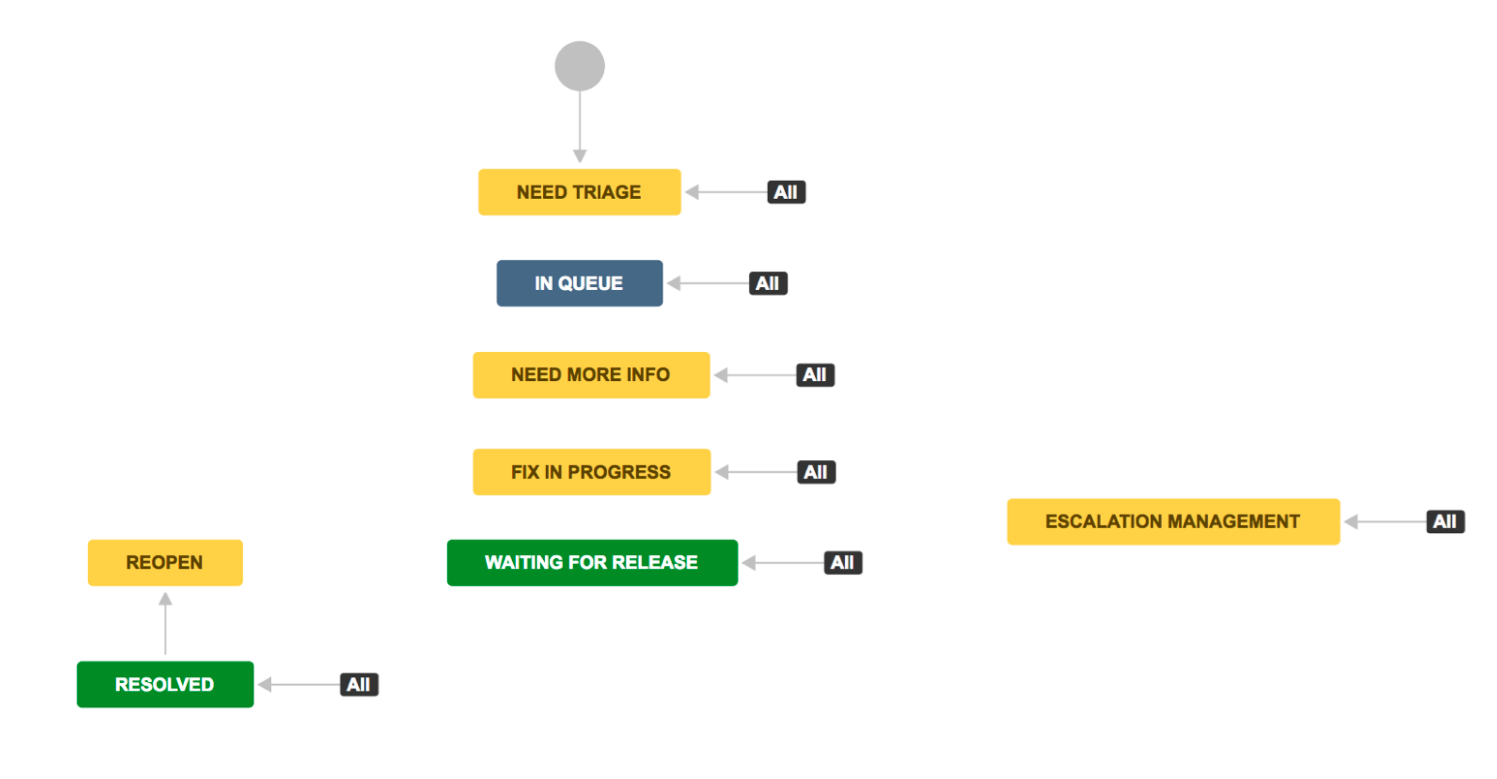 NEED TRIAGE All
IN QUEUE All
NEED MORE INFO All
FIX IN PROGRESS All
ESCALATION MANAGEMENT All
REOPEN
WAITING FOR RELEASE All
RESOLVED All